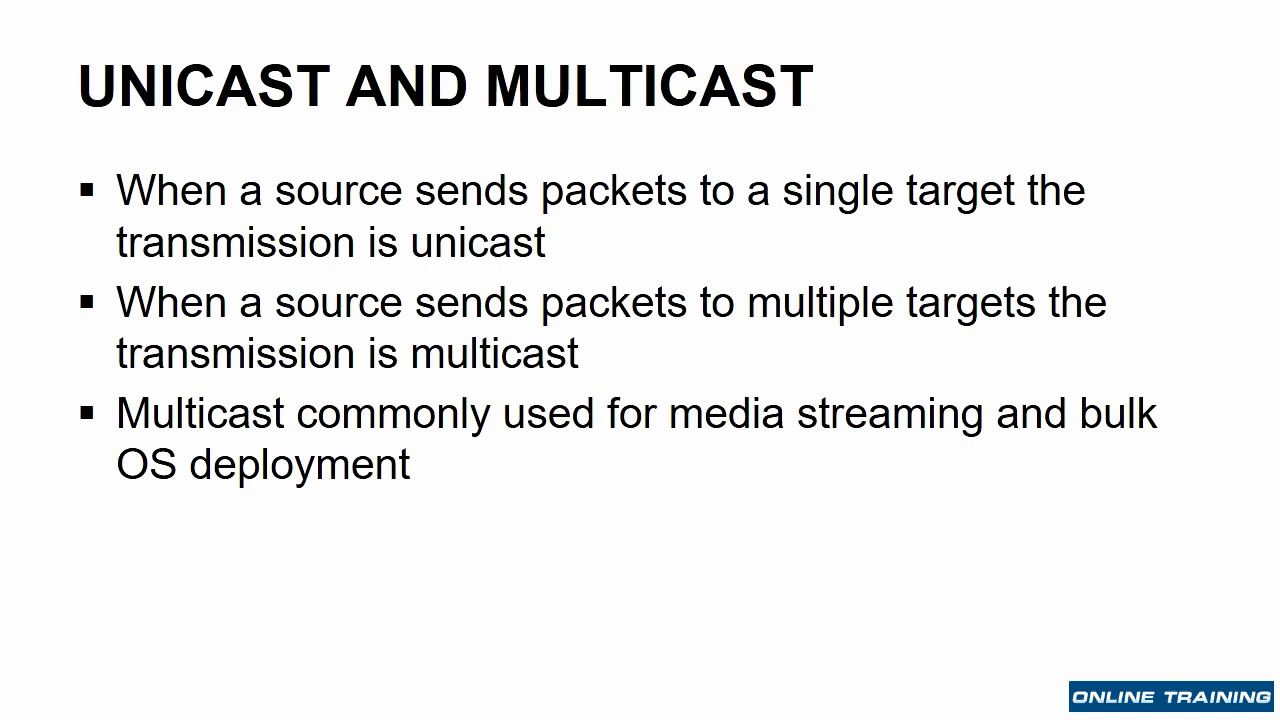 UNICAST AND MULTICAST
▪ When a source sends packets to a single target the
transmission is unicast
▪ When a source sends packets to multiple targets the
transmission is multicast
▪ Multicast commonly used for media streaming and bulk
OS deployment
ONLINE TRAINING